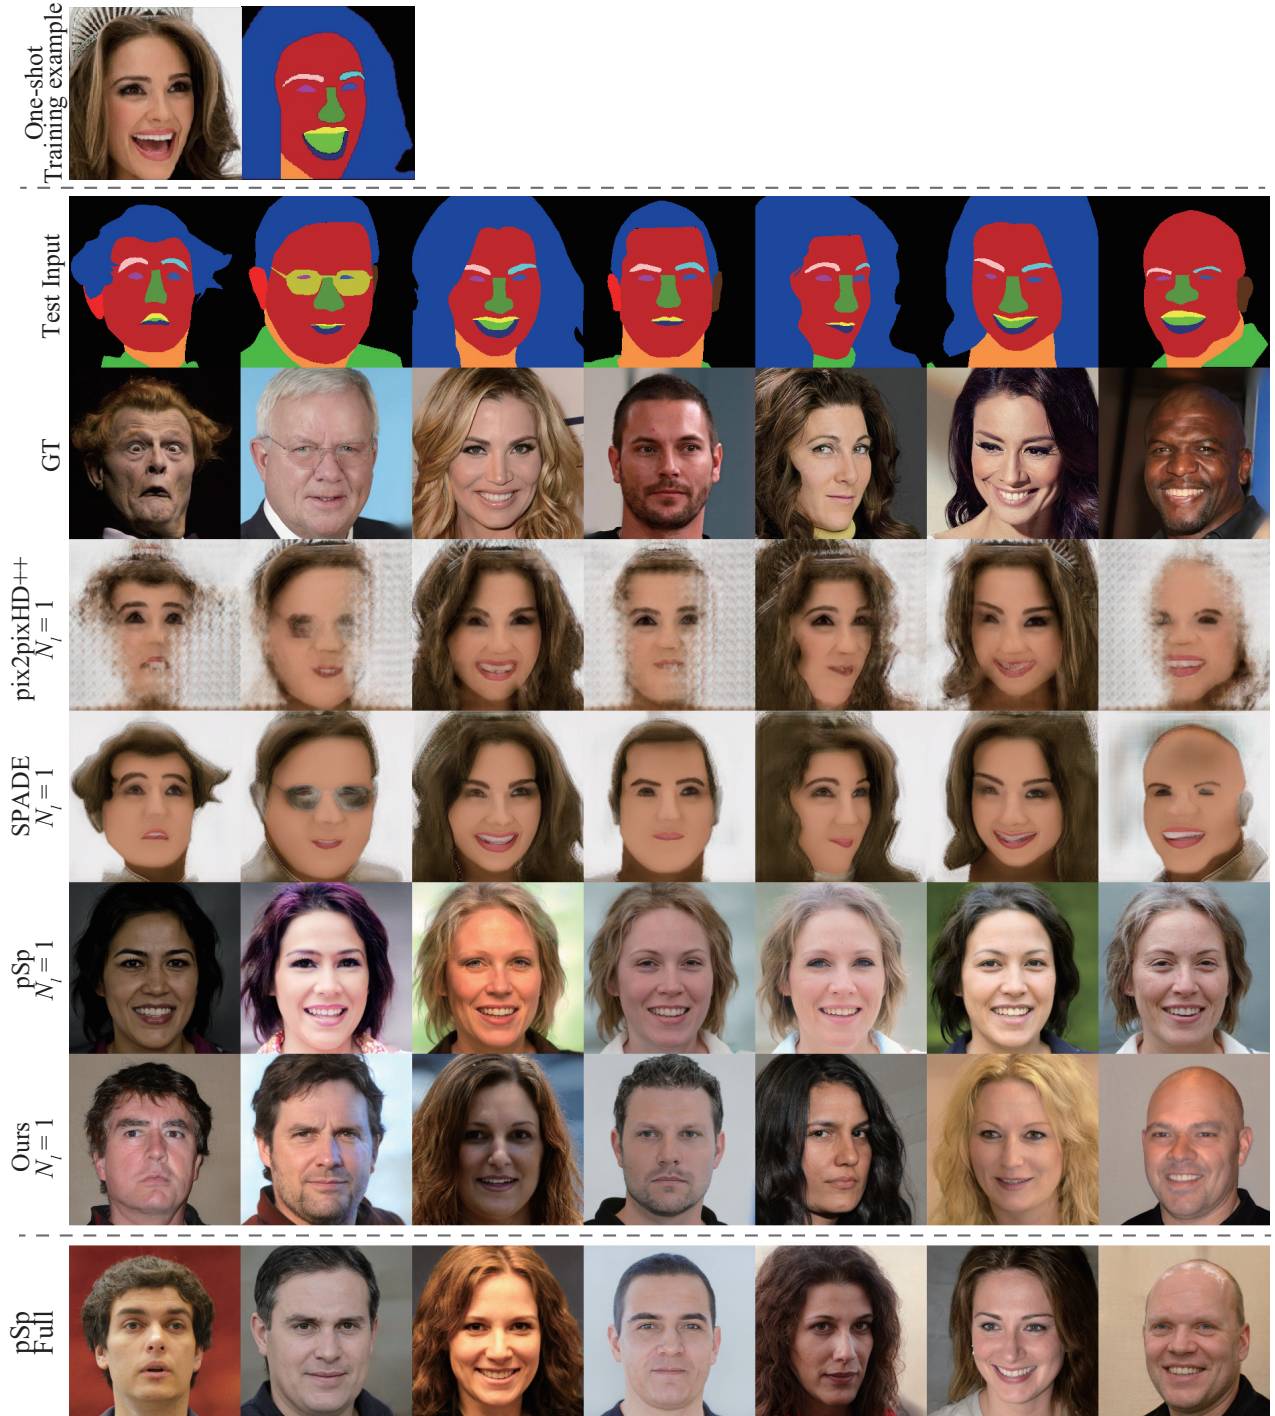 One-shot
Training example
Test Input
GT
pix2pixHD++
N_l = 1
SPADE
N_l = 1
pSp
N_l = 1
Ours
N_l = 1
pSp
Full